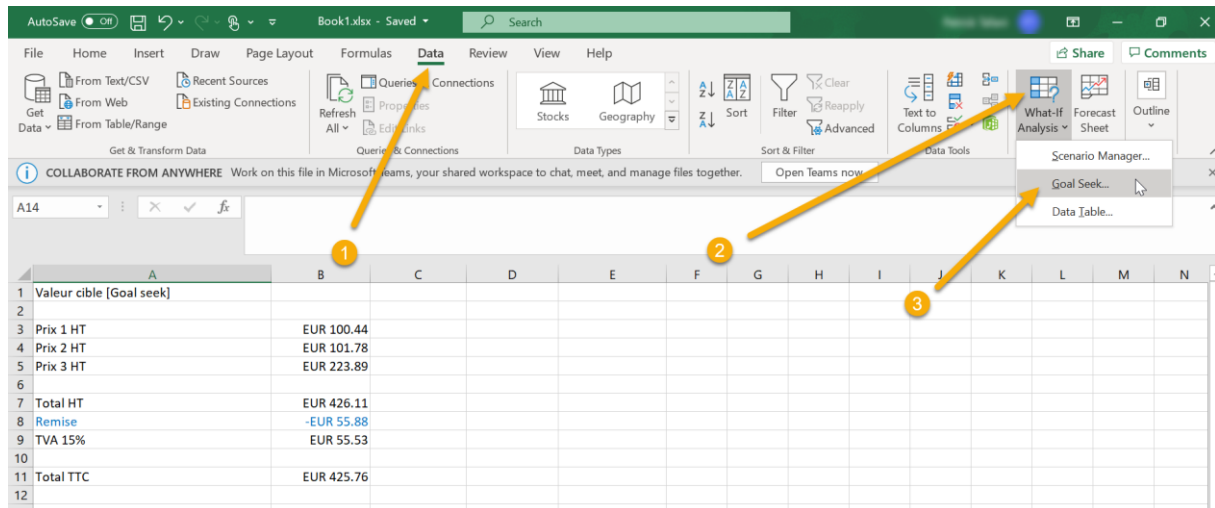 AutoSave Off Book1.xlsx - Saved Search
File Home Insert Draw Page Layout Formulas Data Review View Help Share Comments
Get Data
From Text/CSV
From Web
From Table/Range
Recent Sources
Existing Connections
Get & Transform Data
Refresh All
Queries Connections
Properties
Edit Links
Queries & Connections
Stocks Geography
Data Types
Sort
Filter
Clear
Reapply
Advanced
Sort & Filter
Text to Columns
Data Tools
What-If Analysis
Forecast Sheet
Outline
Scenario Manager...
Goal Seek...
Data Table...
COLLABORATE FROM ANYWHERE Work on this file in Microsoft Teams, your shared workspace to chat, meet, and manage files together. Open Teams now
A14 fx
1
2
3
A B C D E F G H I J K L M N
1 Valeur cible [Goal seek]
2
3 Prix 1 HT EUR 100.44
4 Prix 2 HT EUR 101.78
5 Prix 3 HT EUR 223.89
6
7 Total HT EUR 426.11
8 Remise -EUR 55.88
9 TVA 15% EUR 55.53
10
11 Total TTC EUR 425.76
12